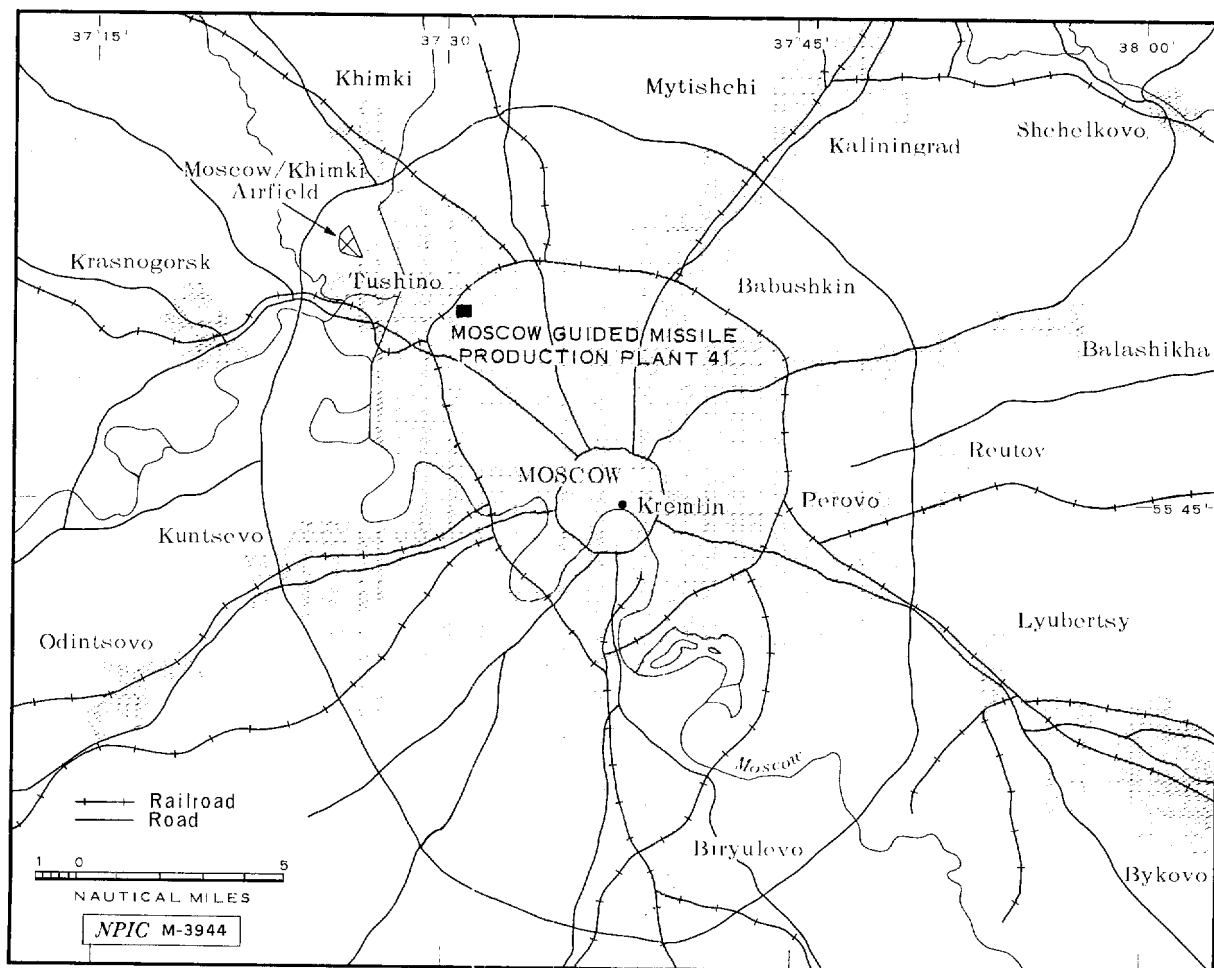 37 15'
37 30
37 45'
38 00'
Khimki
Mytishchi
Kaliningrad
Shchelkovo
Moscow/Khimki
Airfield
Krasnogorsk
Tushino
Babushkin
MOSCOW GUIDED MISSILE
PRODUCTION PLANT 41
Balashikha
Reutov
MOSCOW
Kremlin
Perovo
55 45'
Kuntsevo
Odintsovo
Lyubertsy
Moscow
Railroad
Road
Biryulevo
Bykovo
1 0 5
NAUTICAL MILES
NPIC M-3944